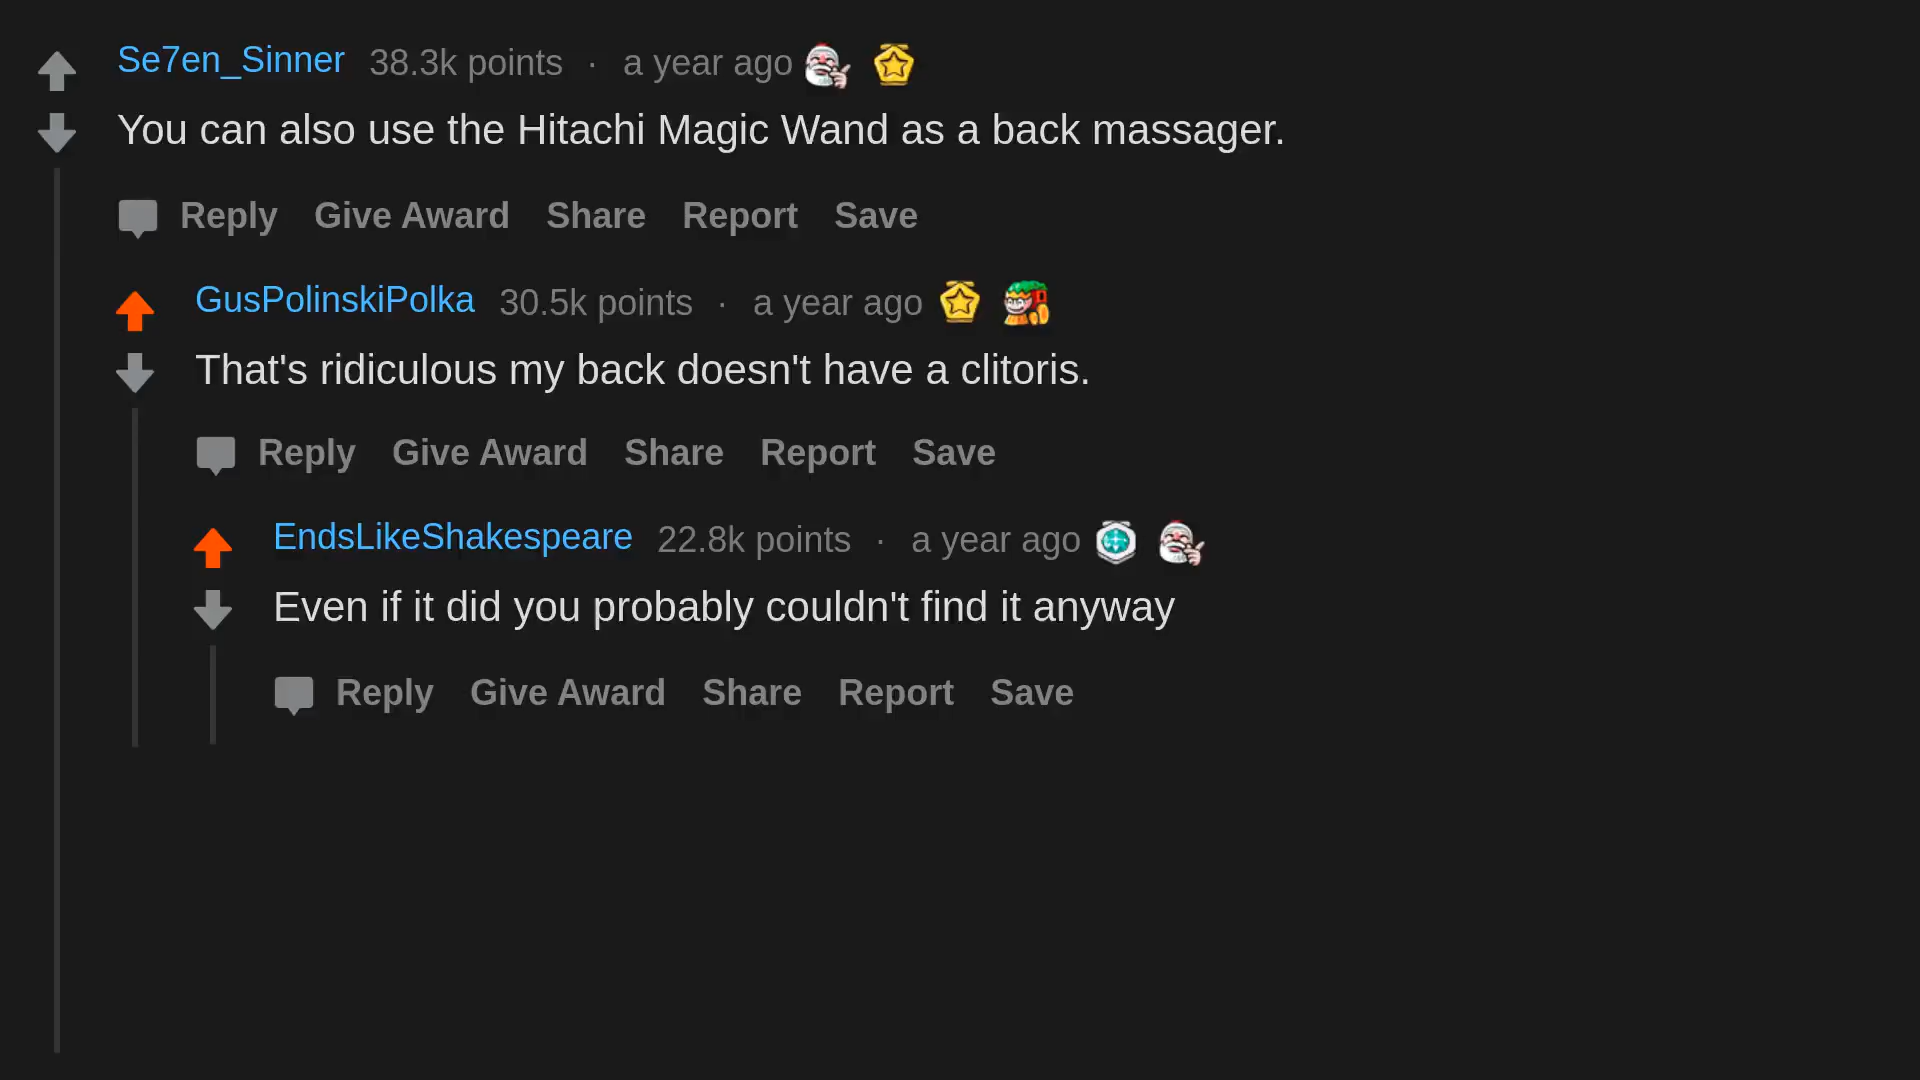 Se7en_Sinner 38.3k points · a year ago
You can also use the Hitachi Magic Wand as a back massager.
Reply Give Award Share Report Save
GusPolinskiPolka 30.5k points · a year ago
That's ridiculous my back doesn't have a clitoris.
Reply Give Award Share Report Save
EndsLikeShakespeare 22.8k points · a year ago
Even if it did you probably couldn't find it anyway
Reply Give Award Share Report Save